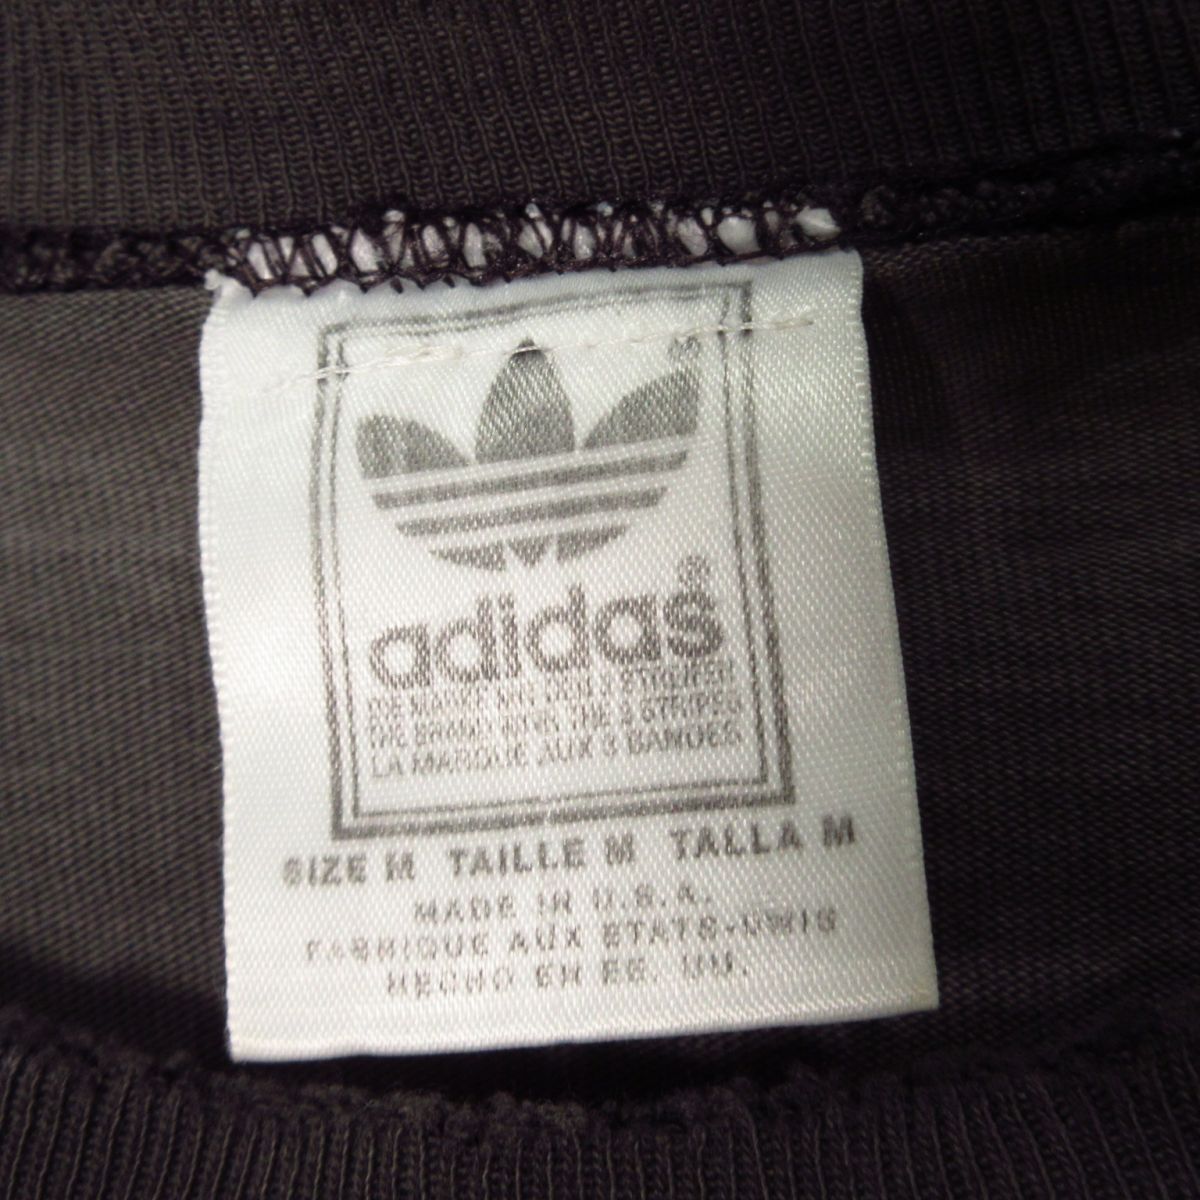 adidas®
DIE MARKE MIT DEN 3 STREIFEN
THE BRAND WITH THE 3 STRIPES
LA MARQUE AUX 3 BANDES
SIZE M TAILLE M TALLA M
MADE IN U.S.A.
FABRIQUE AUX ETATS-UNIS
HECHO EN EE. UU.